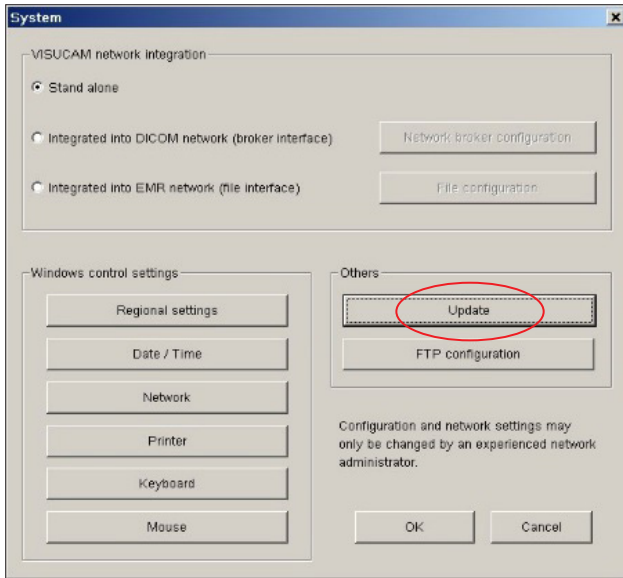 System
VISUCAM network integration
Stand alone
Integrated into DICOM network (broker interface)
Network broker configuration
Integrated into EMR network (file interface)
File configuration
Windows control settings
Regional settings
Date / Time
Network
Printer
Keyboard
Mouse
Others
Update
FTP configuration
Configuration and network settings may
only be changed by an experienced network
administrator.
OK
Cancel